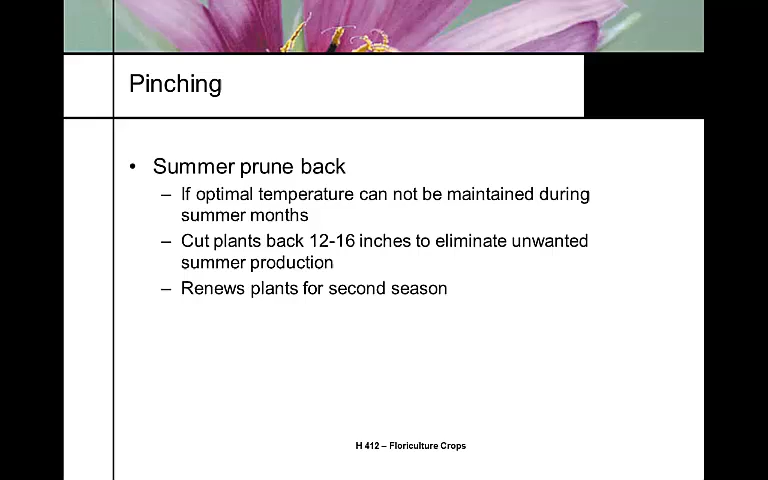 Pinching
• Summer prune back
– If optimal temperature can not be maintained during
summer months
– Cut plants back 12-16 inches to eliminate unwanted
summer production
– Renews plants for second season
H 412 – Floriculture Crops